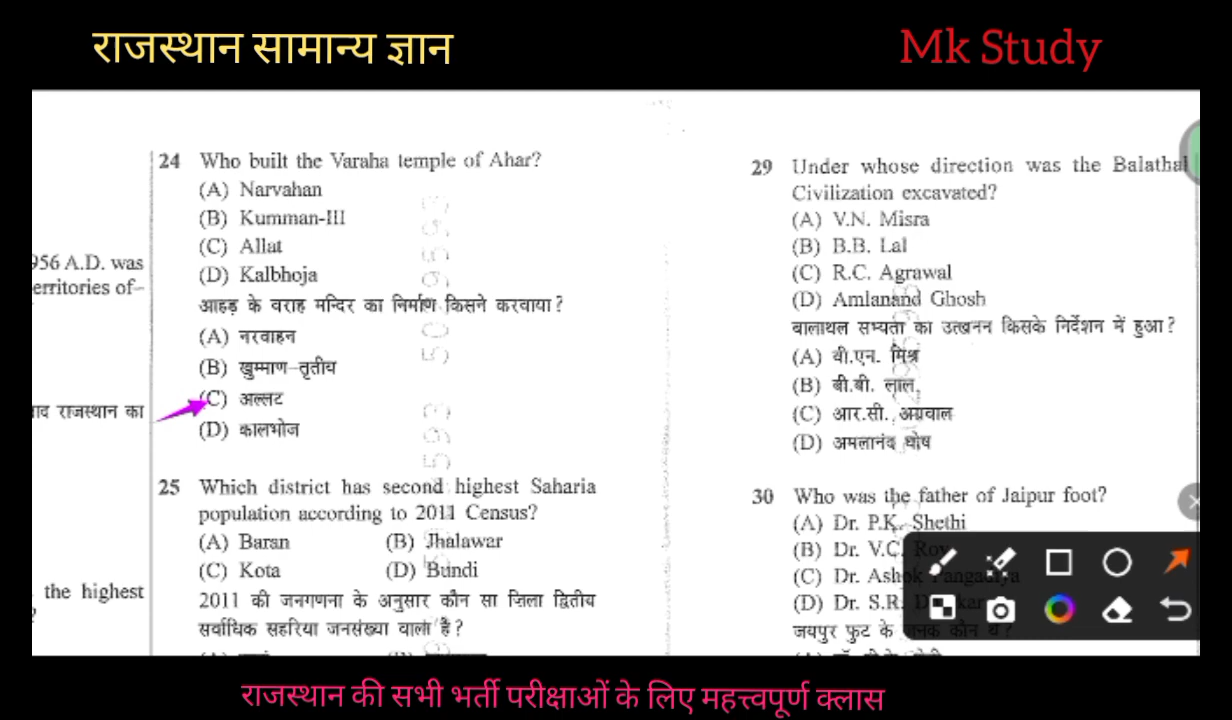 राजस्थान सामान्य ज्ञान
Mk Study
956 A.D. was
erritories of–
ाद राजस्थान का
the highest
?
24 Who built the Varaha temple of Ahar?
(A) Narvahan
(B) Kumman-III
(C) Allat
(D) Kalbhoja
आहड़ के वराह मन्दिर का निर्माण किसने करवाया ?
(A) नरवाहन
(B) खुम्माण–तृतीय
(C) अल्लट
(D) कालभोज
25 Which district has second highest Saharia
population according to 2011 Census?
(A) Baran (B) Jhalawar
(C) Kota (D) Bundi
2011 की जनगणना के अनुसार कौन सा ज़िला द्वितीय
सर्वाधिक सहरिया जनसंख्या वाला है ?
29 Under whose direction was the Balathal
Civilization excavated?
(A) V.N. Misra
(B) B.B. Lal
(C) R.C. Agrawal
(D) Amlanand Ghosh
बालाथल सभ्यता का उत्खनन किसके निर्देशन में हुआ ?
(A) वी.एन. मिश्र
(B) बी.बी. लाल
(C) आर.सी. अग्रवाल
(D) अमलानंद घोष
30 Who was the father of Jaipur foot?
(A) Dr. P.K. Shethi
(B) Dr. V.C. Roy
(C) Dr. Ashok Pangadiya
(D) Dr. S.R.
जयपुर फुट के जनक कौन थे ?
राजस्थान की सभी भर्ती परीक्षाओं के लिए महत्त्वपूर्ण क्लास